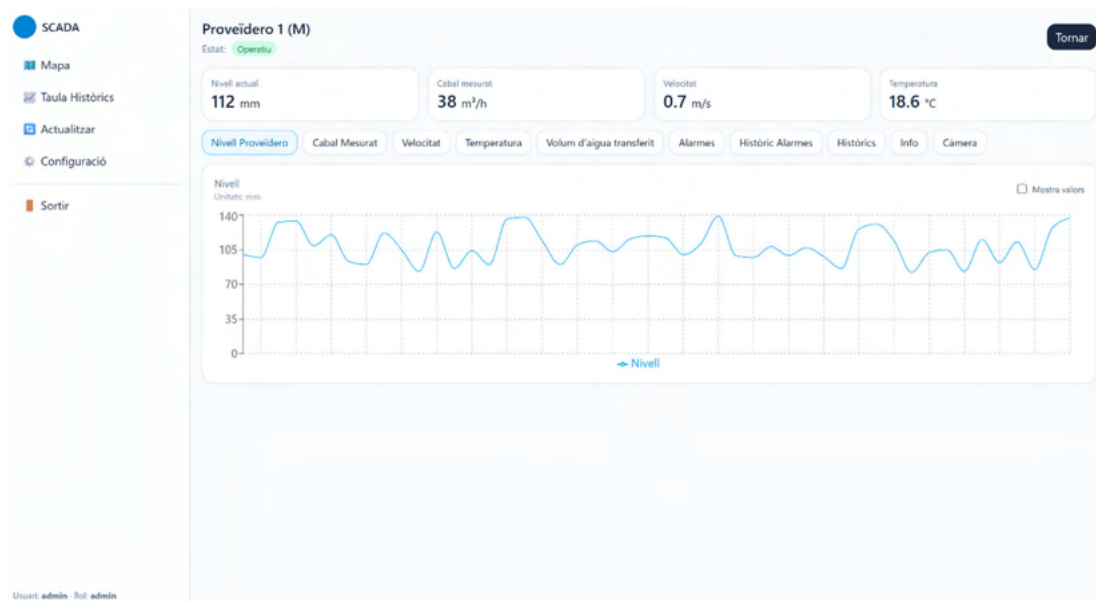 SCADA
Mapa
Taula Històrics
Actualitzar
Configuració
Sortir
Usuari: admin · Rol: admin
Proveïdero 1 (M)
Estat: Operatiu
Tornar
Nivell actual
112 mm
Cabal mesurat
38 m³/h
Velocitat
0.7 m/s
Temperatura
18.6 °C
Nivell Proveïdero
Cabal Mesurat
Velocitat
Temperatura
Volum d'aigua transferit
Alarmes
Històric Alarmes
Històrics
Info
Càmera
Nivell
Unitats: mm
Mostra valors
140
105
70
35
0
Nivell